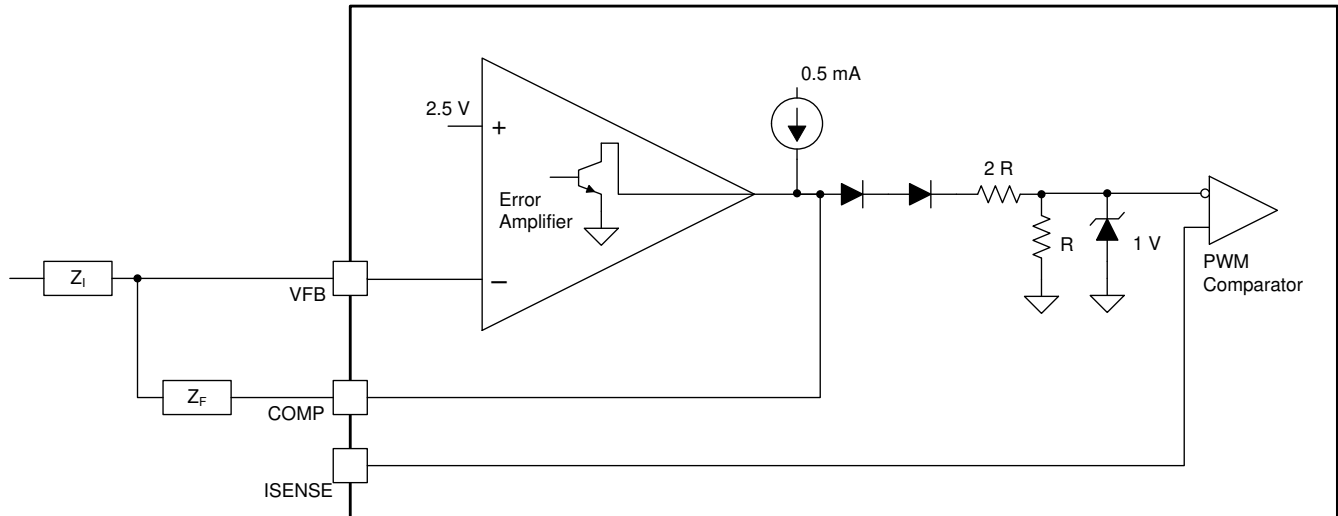 0.5 mA
2.5 V
+
Error
Amplifier
2 R
R
1 V
PWM
Comparator
Z_I
VFB
−
Z_F
COMP
ISENSE